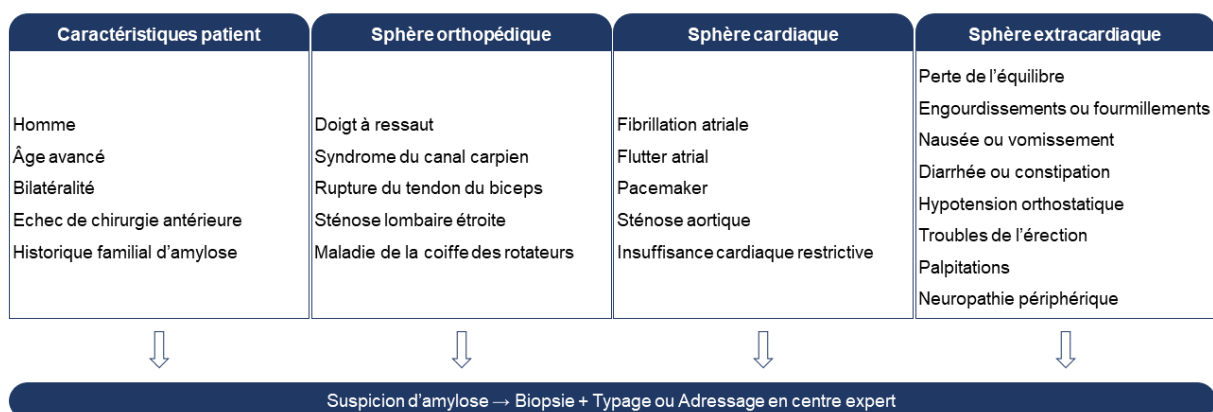 Caractéristiques patient
Homme
Âge avancé
Bilatéralité
Echec de chirurgie antérieure
Historique familial d’amylose
Sphère orthopédique
Doigt à ressaut
Syndrome du canal carpien
Rupture du tendon du biceps
Sténose lombaire étroite
Maladie de la coiffe des rotateurs
Sphère cardiaque
Fibrillation atriale
Flutter atrial
Pacemaker
Sténose aortique
Insuffisance cardiaque restrictive
Sphère extracardiaque
Perte de l’équilibre
Engourdissements ou fourmillements
Nausée ou vomissement
Diarrhée ou constipation
Hypotension orthostatique
Troubles de l’érection
Palpitations
Neuropathie périphérique
Suspicion d’amylose → Biopsie + Typage ou Adressage en centre expert